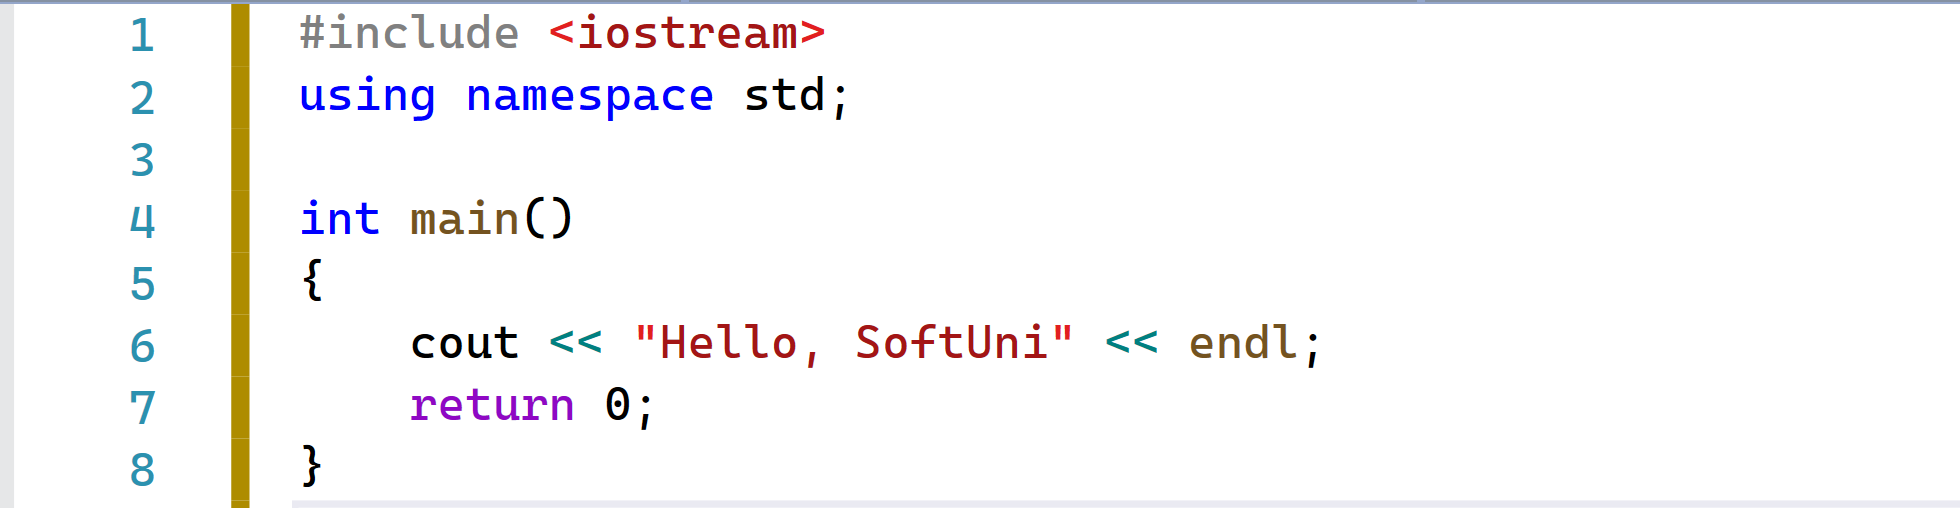 1 #include <iostream>
2 using namespace std;
3
4 int main()
5 {
6     cout << "Hello, SoftUni" << endl;
7     return 0;
8 }